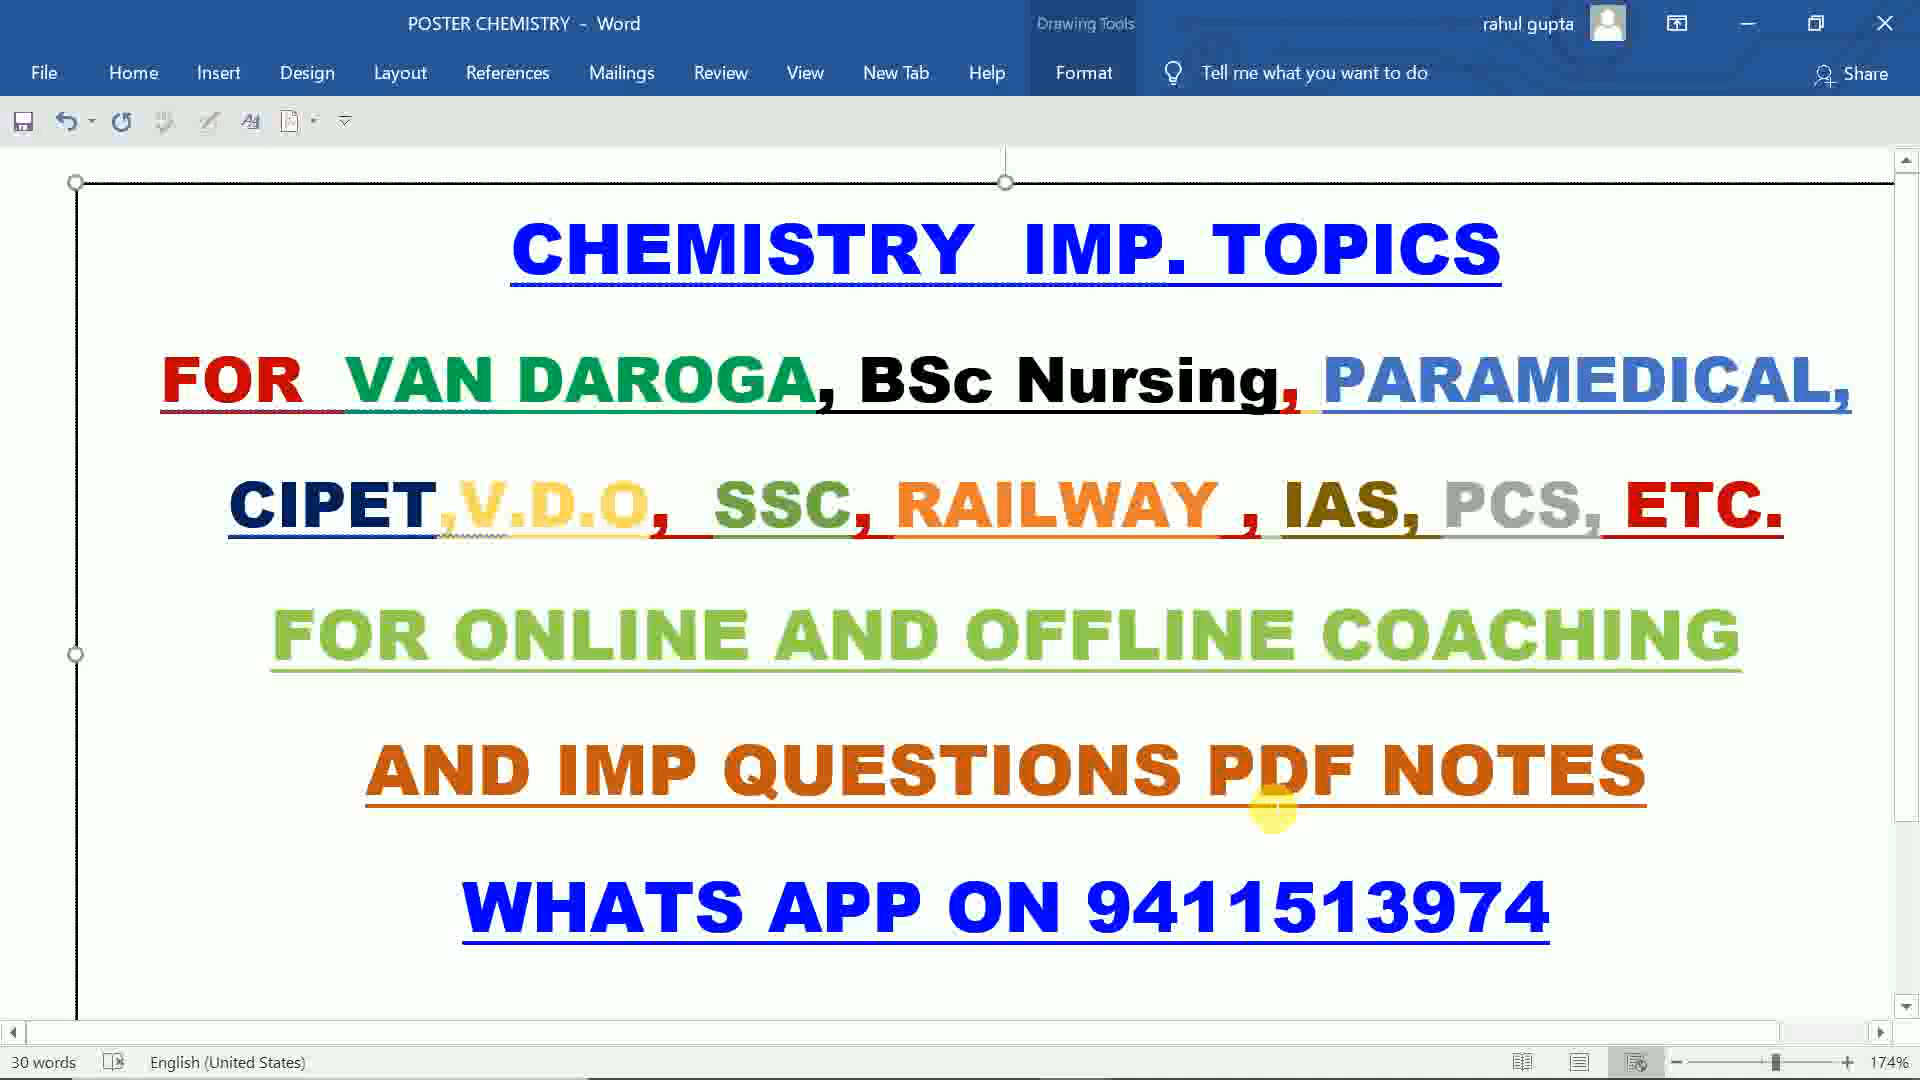 POSTER CHEMISTRY - Word
Drawing Tools
rahul gupta
File Home Insert Design Layout References Mailings Review View New Tab Help Format Tell me what you want to do Share
CHEMISTRY IMP. TOPICS
FOR VAN DAROGA, BSc Nursing, PARAMEDICAL,
CIPET,V.D.O, SSC, RAILWAY , IAS, PCS, ETC.
FOR ONLINE AND OFFLINE COACHING
AND IMP QUESTIONS PDF NOTES
WHATS APP ON 9411513974
30 words English (United States) 174%